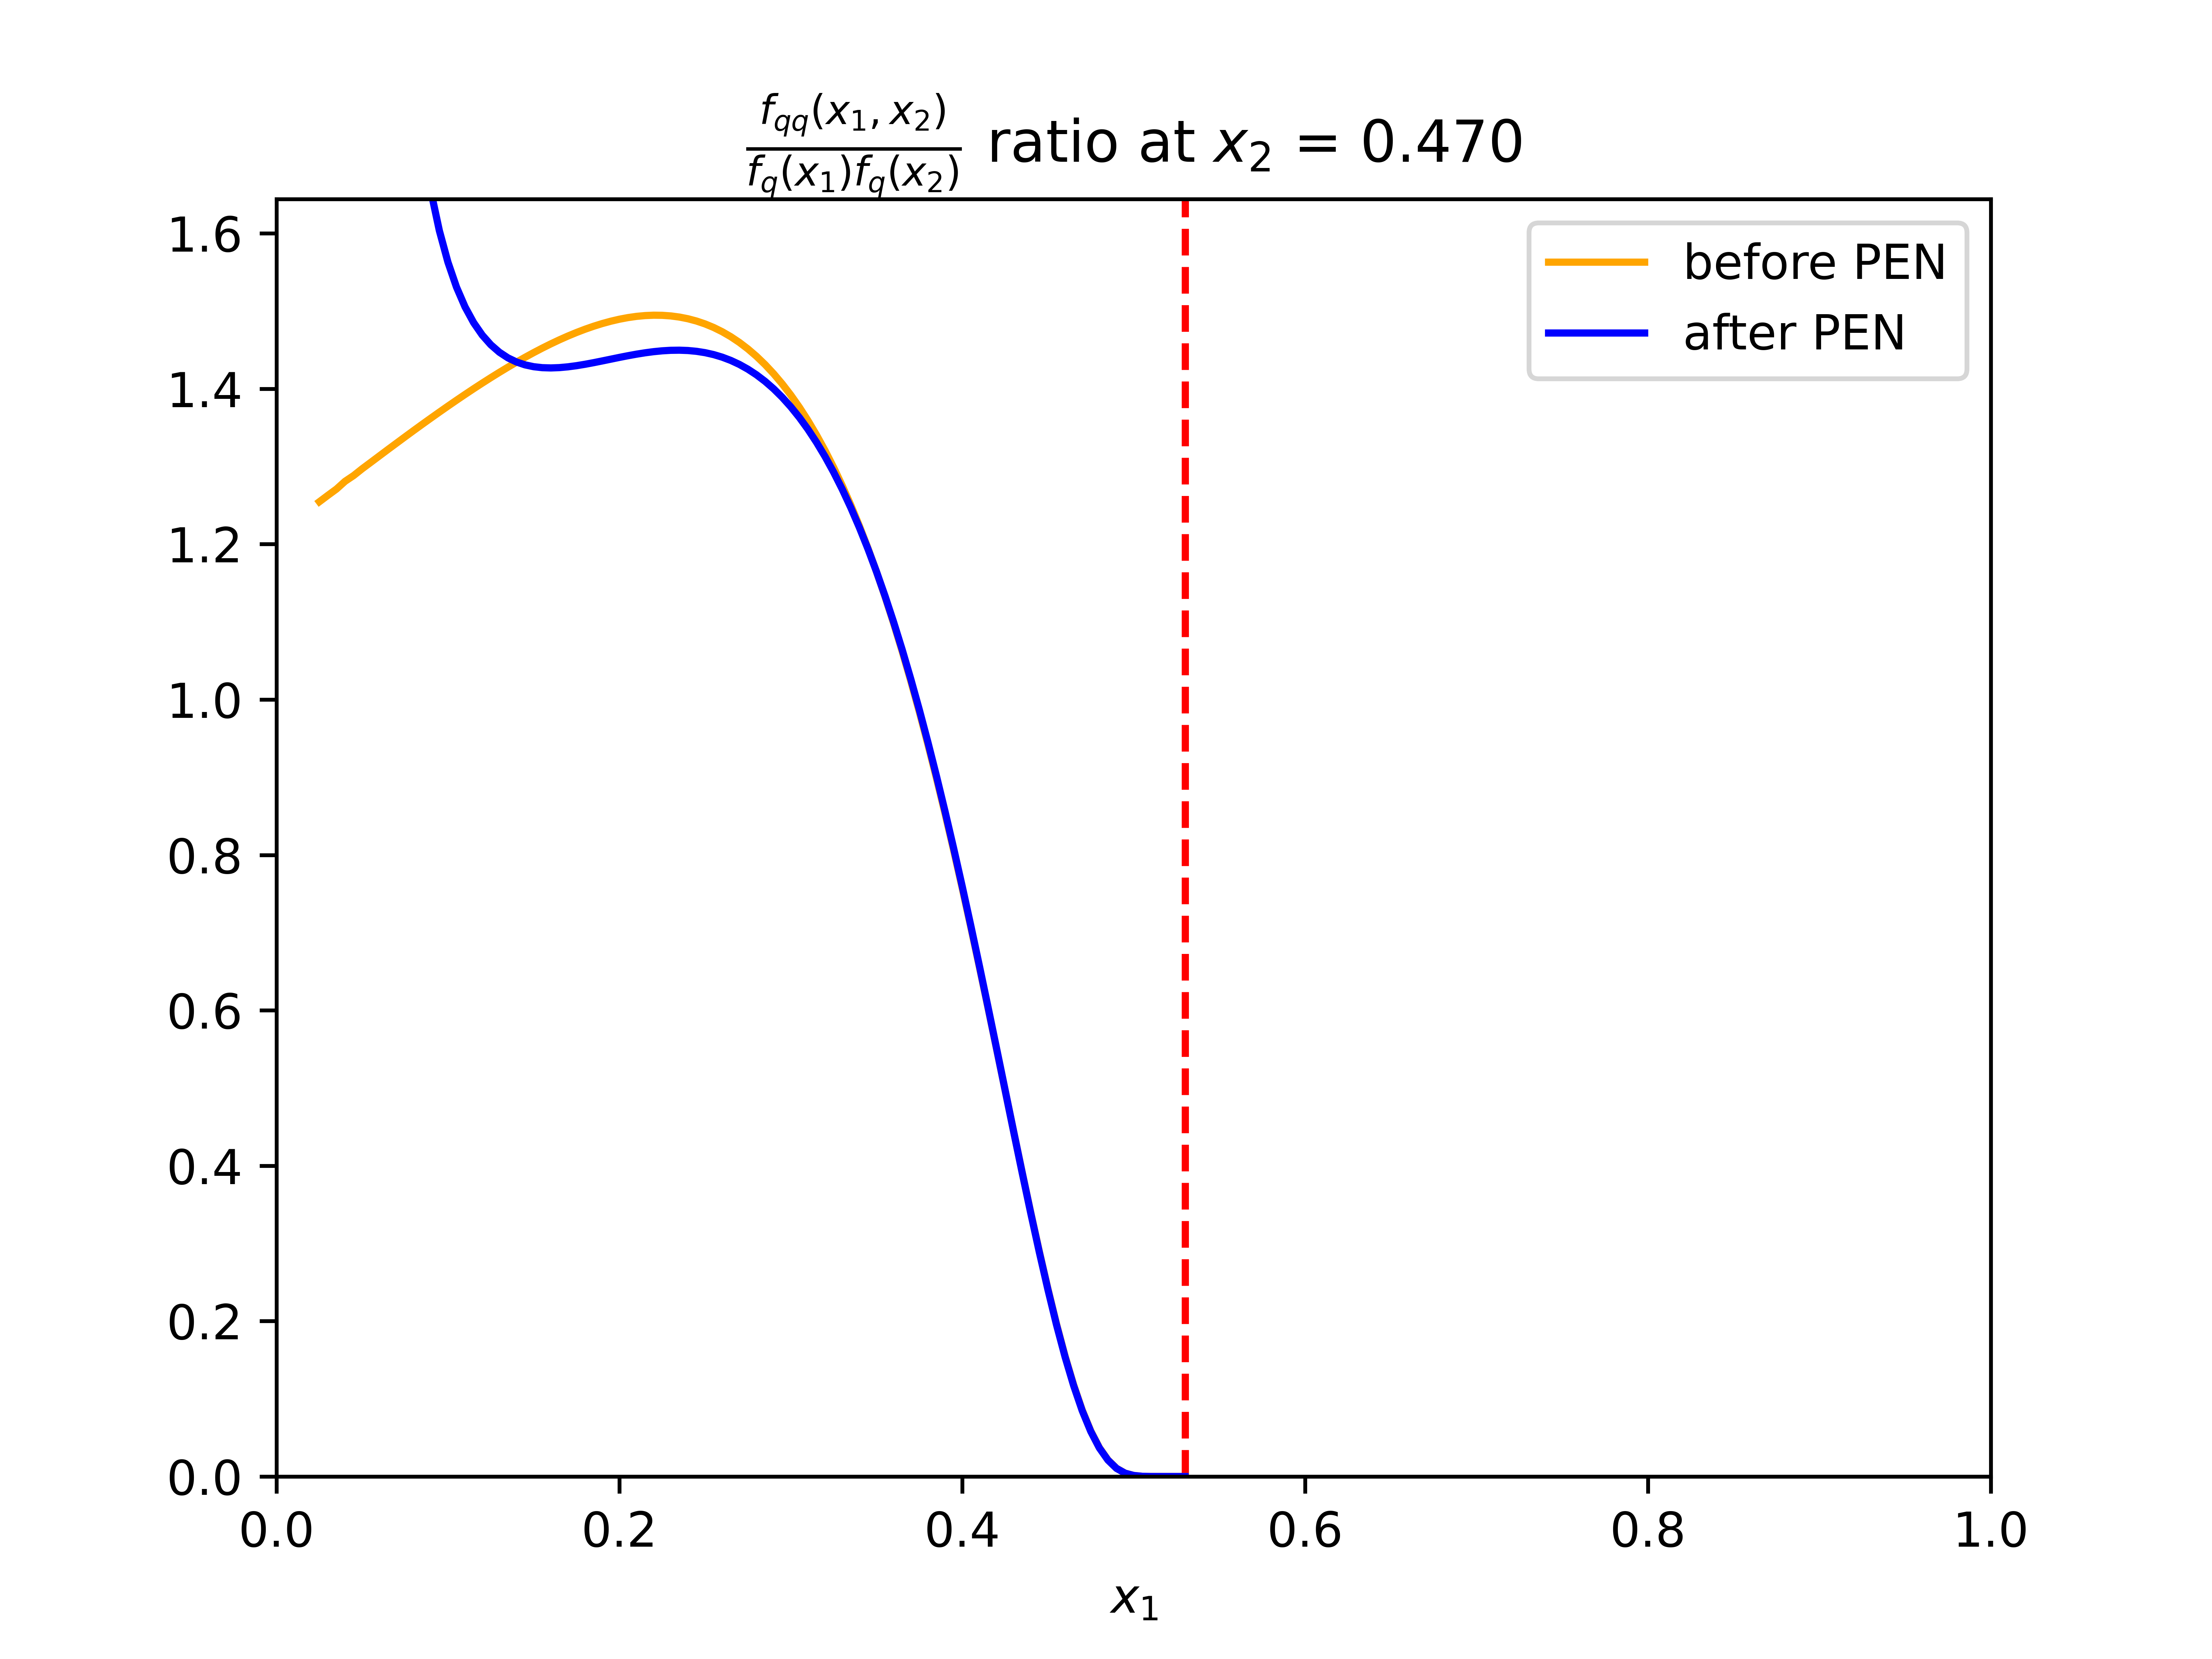 f_qq(x_1, x_2)
f_q(x_1)f_q(x_2) ratio at x_2 = 0.470
before PEN
after PEN
1.6
1.4
1.2
1.0
0.8
0.6
0.4
0.2
0.0
0.0 0.2 0.4 0.6 0.8 1.0
x_1